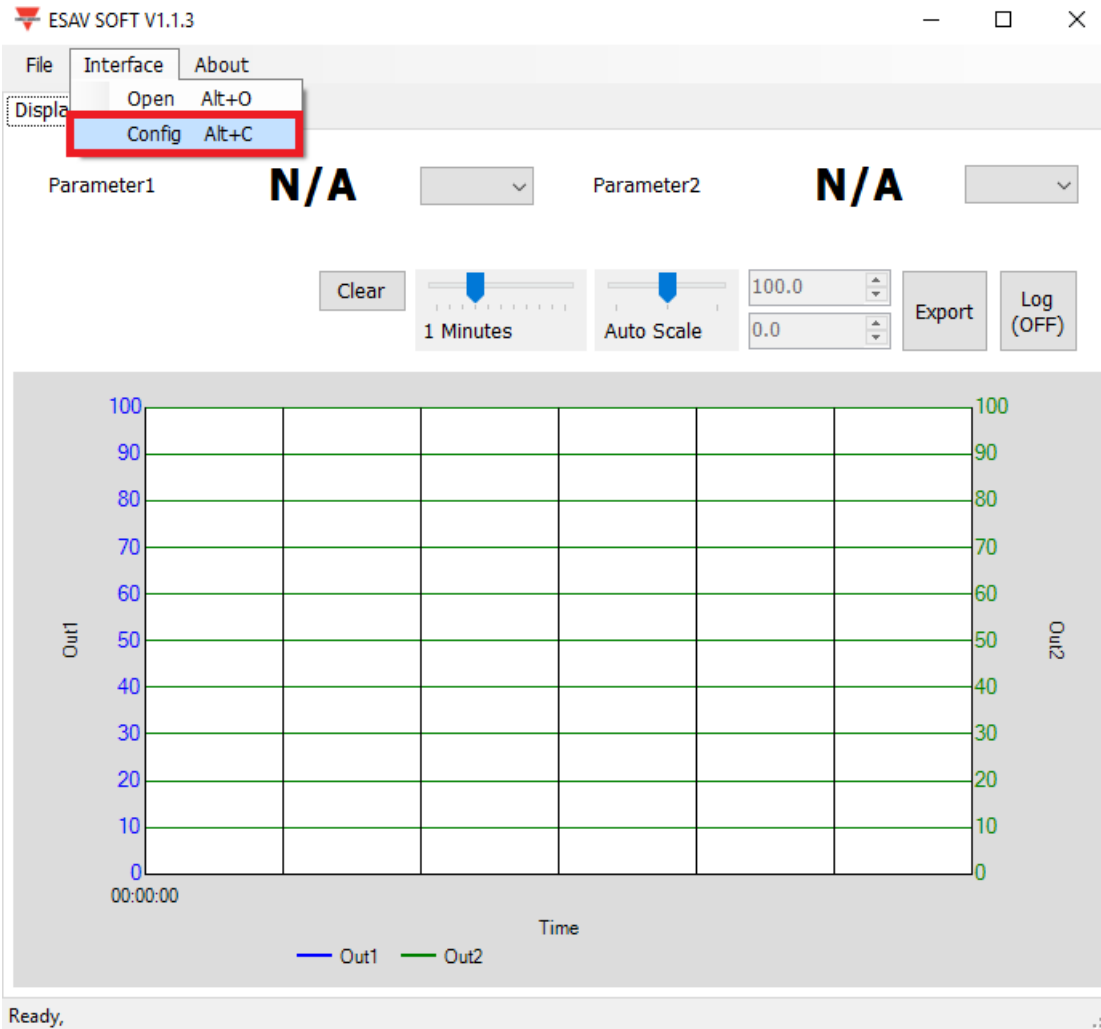 ESAV SOFT V1.1.3
File Interface About
Open Alt+O
Displa
Config Alt+C
Parameter1 N/A Parameter2 N/A
Clear
1 Minutes
Auto Scale
100.0
0.0
Export
Log
(OFF)
100 100
90 90
80 80
70 70
60 60
50 50
40 40
30 30
20 20
10 10
0 0
Out1
Out2
00:00:00
Time
Out1 Out2
Ready,